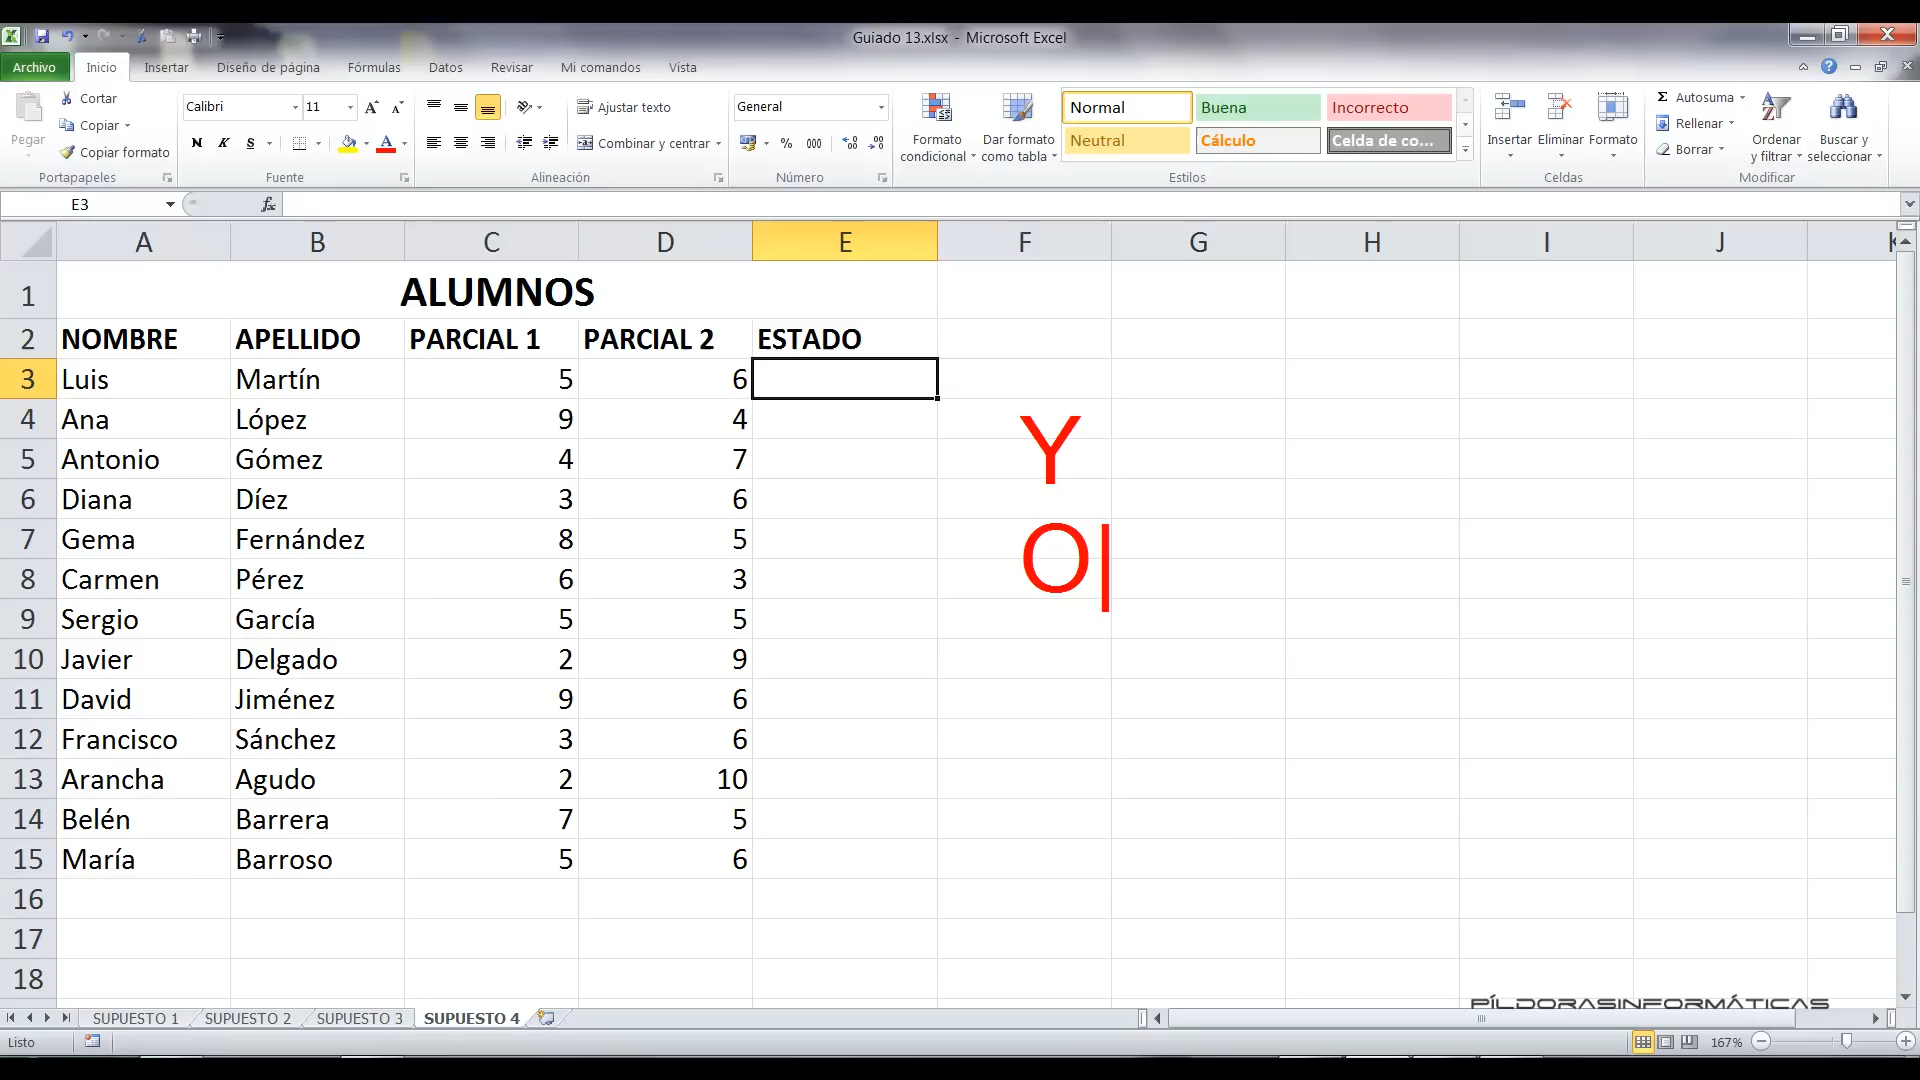 Guiado 13.xlsx - Microsoft Excel
Archivo Inicio Insertar Diseño de página Fórmulas Datos Revisar Mi comandos Vista
Pegar
Cortar
Copiar
Copiar formato
Portapapeles
Calibri 11
N K S
A
Fuente
Ajustar texto
Combinar y centrar
Alineación
General
% 000
Número
Formato condicional
Dar formato como tabla
Normal Buena Incorrecto
Neutral Cálculo Celda de co...
Estilos
Insertar Eliminar Formato
Celdas
Σ Autosuma
Rellenar
Borrar
Ordenar y filtrar
Buscar y seleccionar
Modificar
E3 fx
A B C D E F G H I J K
1 ALUMNOS
2 NOMBRE APELLIDO PARCIAL 1 PARCIAL 2 ESTADO
3 Luis Martín 5 6
4 Ana López 9 4
5 Antonio Gómez 4 7
6 Diana Díez 3 6
7 Gema Fernández 8 5
8 Carmen Pérez 6 3
9 Sergio García 5 5
10 Javier Delgado 2 9
11 David Jiménez 9 6
12 Francisco Sánchez 3 6
13 Arancha Agudo 2 10
14 Belén Barrera 7 5
15 María Barroso 5 6
16
17
18
Y
O
PÍLDORASINFORMÁTICAS
SUPUESTO 1 SUPUESTO 2 SUPUESTO 3 SUPUESTO 4
Listo 167%